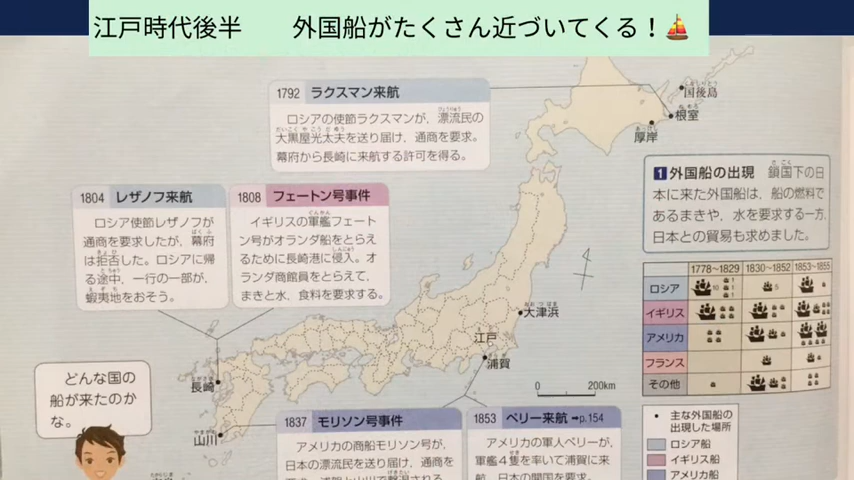 江戸時代後半　　外国船がたくさん近づいてくる！
1792 ラクスマン来航
ロシアの使節ラクスマンが、漂流民の
大黒屋光太夫を送り届け、通商を要求。
幕府から長崎に来航する許可を得る。
国後島
根室
厚岸
1 外国船の出現　鎖国下の日
本に来た外国船は、船の燃料で
であるまきや、水を要求する一方、
日本との貿易も求めました。
1804 レザノフ来航
ロシア使節レザノフが
通商を要求したが、幕府
は拒否した。ロシアに帰
る途中、一行の一部が、
蝦夷地をおそう。
1808 フェートン号事件
イギリスの軍艦フェート
ン号がオランダ船をとらえ
るために長崎港に侵入。オ
ランダ商館員をとらえて、
まきと水、食料を要求する。
1778〜1829 1830〜1852 1853〜1855
ロシア
イギリス
アメリカ
フランス
その他
大津浜
江戸
浦賀
長崎
山川
0 200km
どんな国の
船が来たのか
な。
1837 モリソン号事件
アメリカの商船モリソン号が、
日本の漂流民を送り届け、通商を
1853 ペリー来航 ➡p.154
アメリカの軍人ペリーが、
軍艦4隻を率いて浦賀に来
航、日本の開国を要求。
主な外国船の
出現した場所
ロシア船
イギリス船
アメリカ船